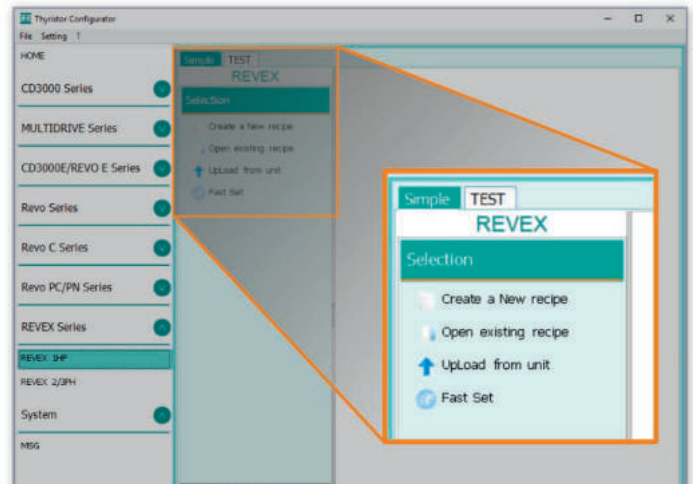 Thyristor Configurator
File Setting ?
HOME
CD3000 Series
MULTIDRIVE Series
CD3000E/REVO E Series
Revo Series
Revo C Series
Revo PC/PN Series
REVEX Series
REVEX 1HP
REVEX 2/3PH
System
MSG
Simple TEST
REVEX
Selection
Create a New recipe
Open existing recipe
UpLoad from unit
Fast Set
Simple TEST
REVEX
Selection
Create a New recipe
Open existing recipe
UpLoad from unit
Fast Set